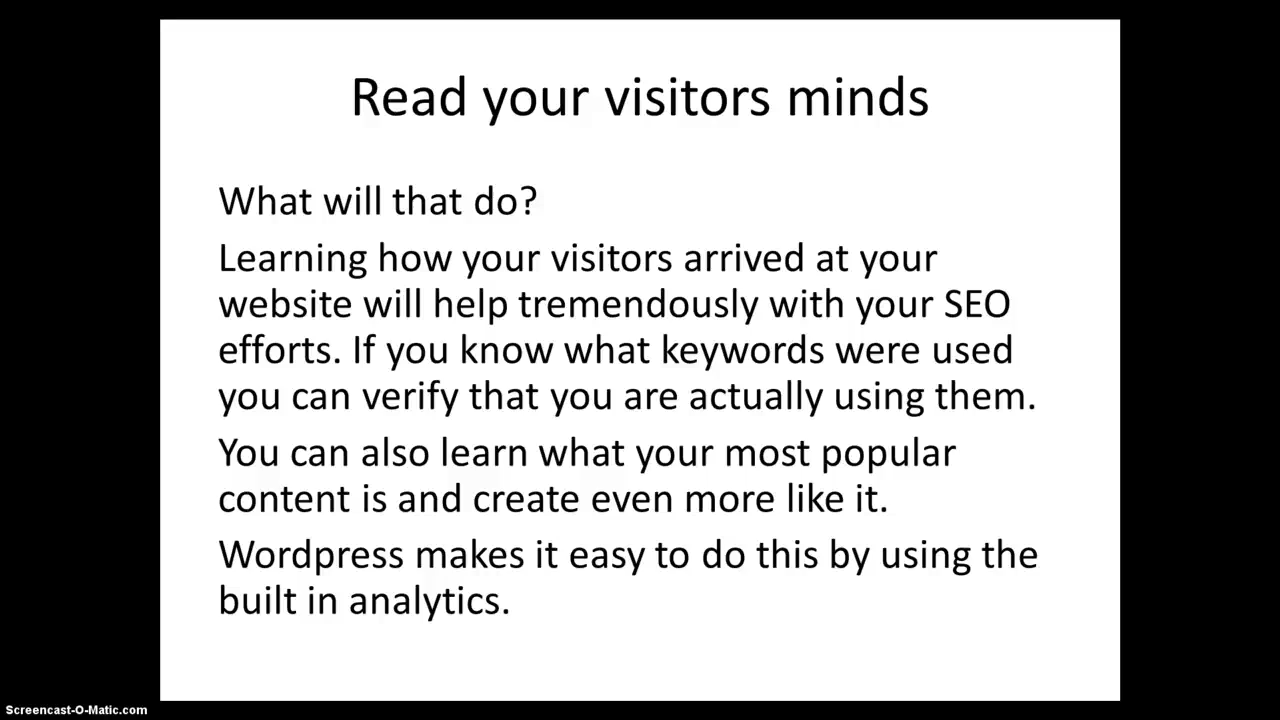 Read your visitors minds
What will that do?
Learning how your visitors arrived at your
website will help tremendously with your SEO
efforts. If you know what keywords were used
you can verify that you are actually using them.
You can also learn what your most popular
content is and create even more like it.
Wordpress makes it easy to do this by using the
built in analytics.
Screencast-O-Matic.com